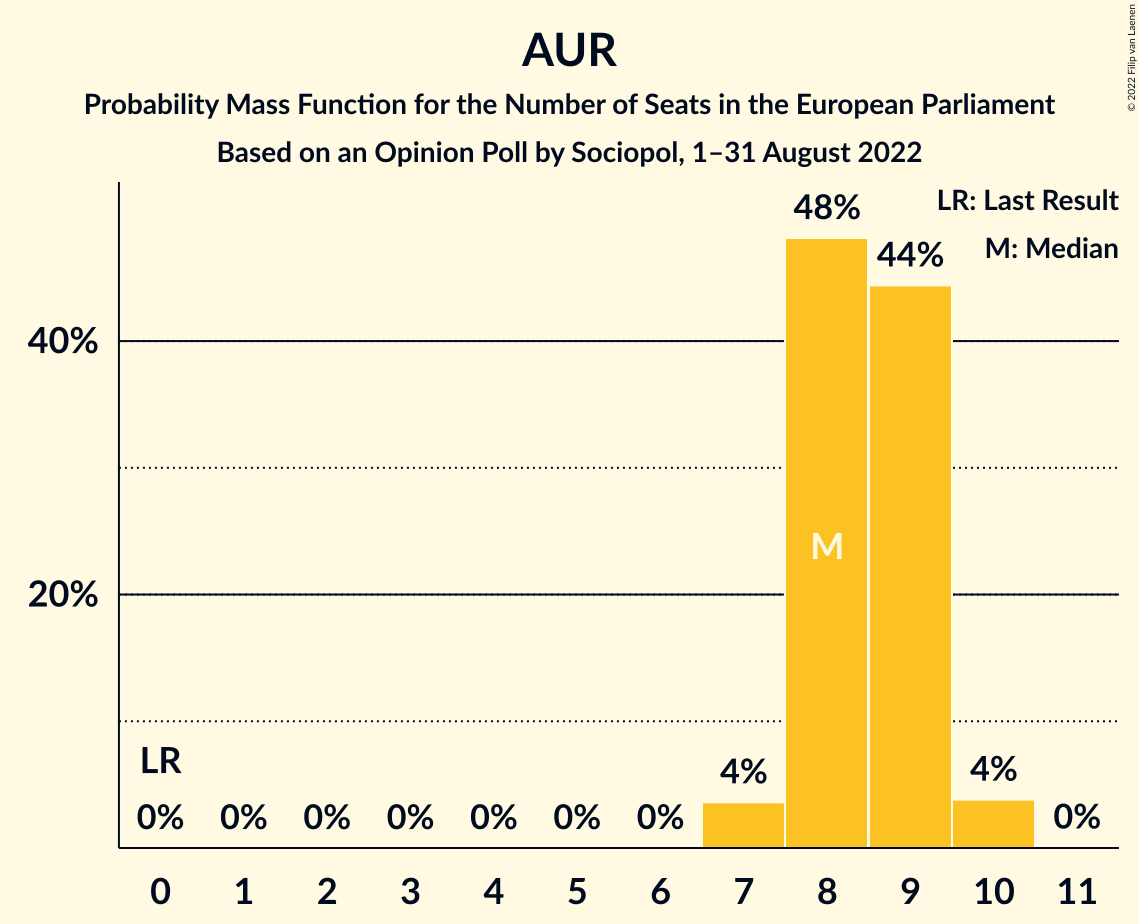 AUR
Probability Mass Function for the Number of Seats in the European Parliament
Based on an Opinion Poll by Sociopol, 1–31 August 2022
© 2022 Filip van Laenen
LR: Last Result
M: Median
48%
44%
40%
M
20%
LR
0% 0% 0% 0% 0% 0% 0% 4% 4% 0%
0 1 2 3 4 5 6 7 8 9 10 11